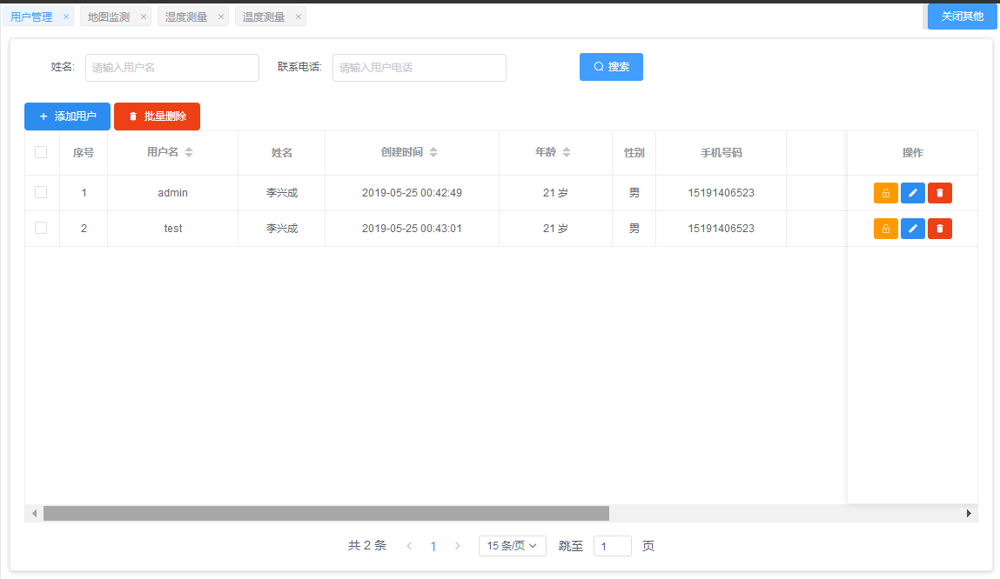 用户管理 × 地图监测 × 湿度测量 × 温度测量 × 关闭其他
姓名: 请输入用户名 联系电话: 请输入用户电话 搜索
+ 添加用户 批量删除
序号 用户名 姓名 创建时间 年龄 性别 手机号码 操作
1 admin 李兴成 2019-05-25 00:42:49 21 岁 男 15191406523
2 test 李兴成 2019-05-25 00:43:01 21 岁 男 15191406523
共 2 条 < 1 > 15 条/页 跳至 1 页